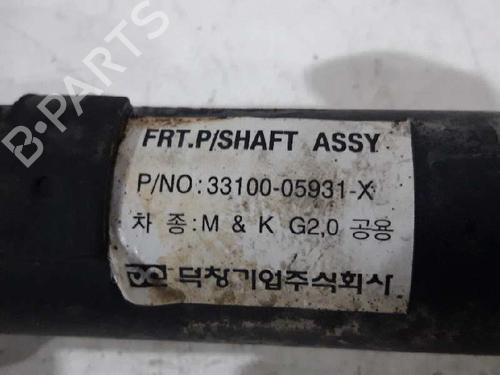 FRT.P/SHAFT ASSY
P/NO:33100-05931-X
차 종:M & K G2,0 공용
덕창기업주식회사
B-PARTS